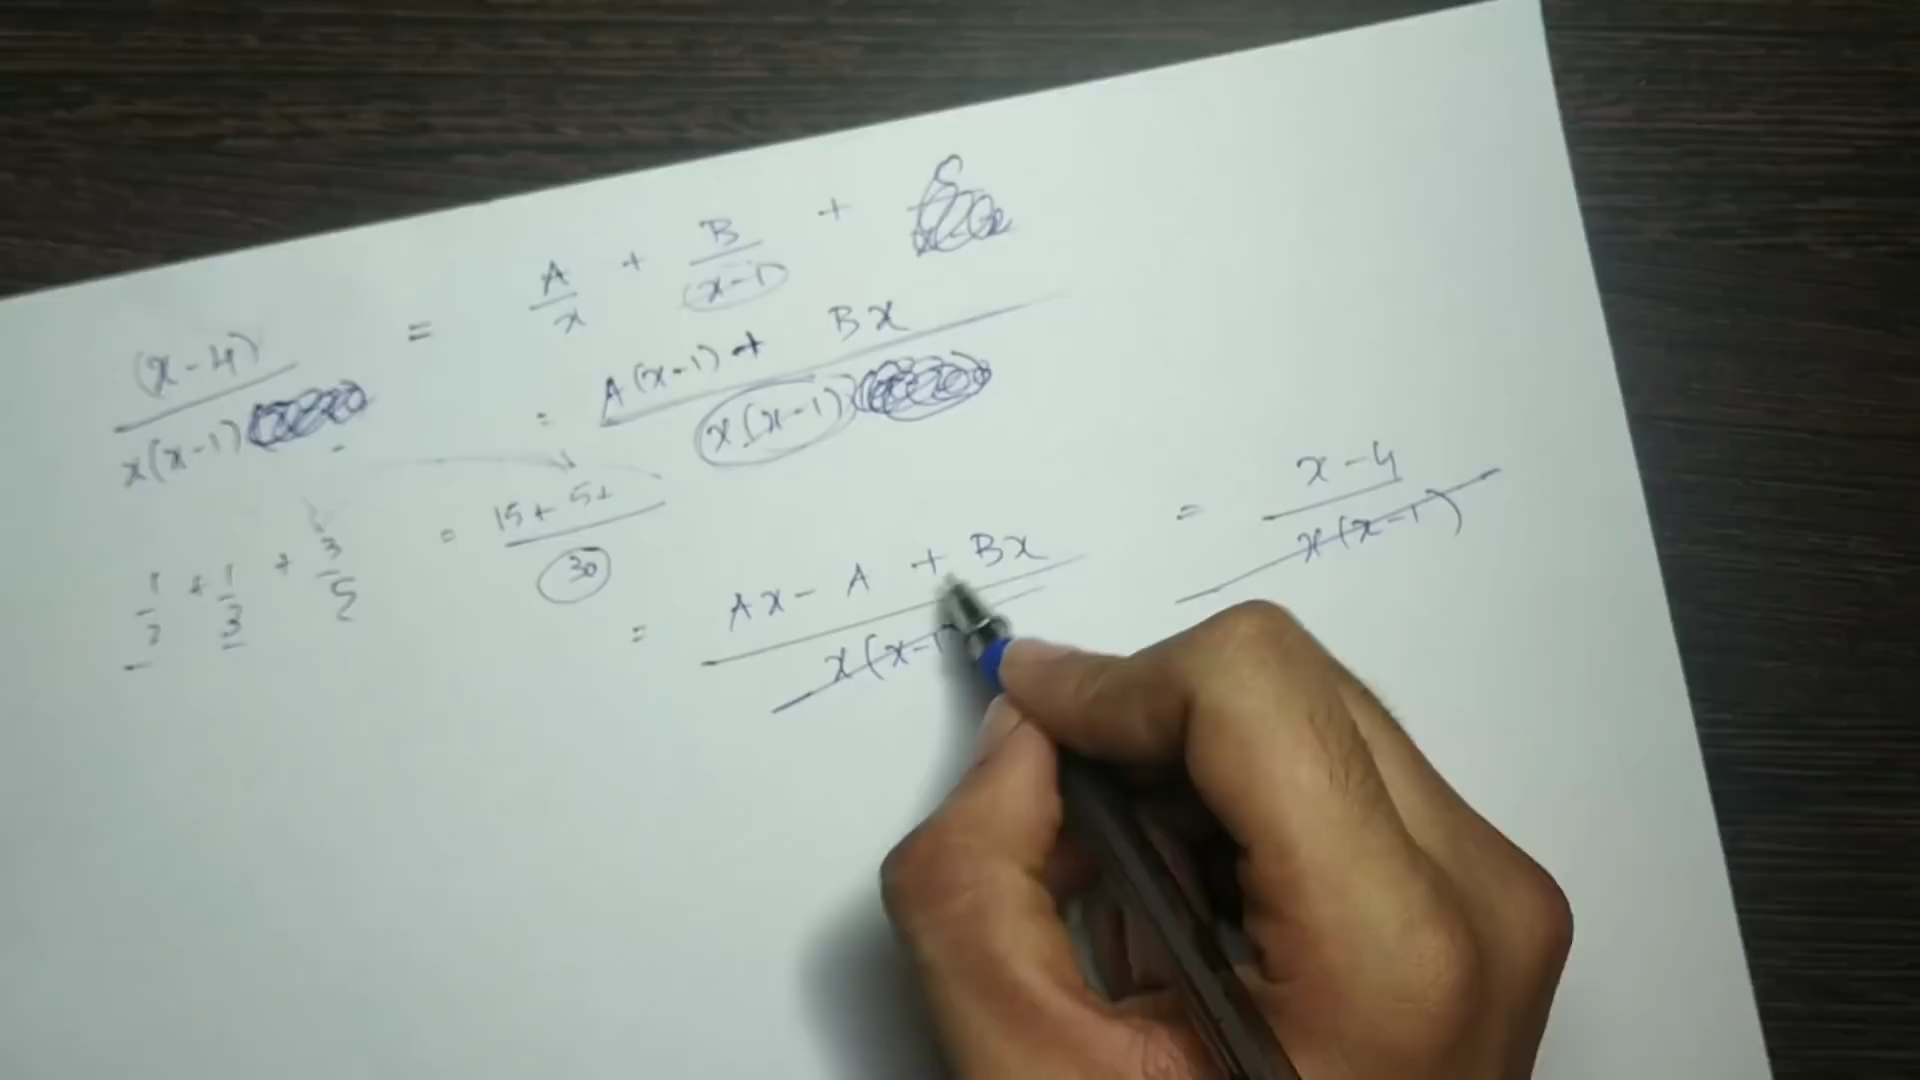 (x-4) / x(x-1) = A/x + B/(x-1) +
= A(x-1) + Bx / x(x-1)
1/2 + 1/3 + 3/5 = 15+ 5+ / 30
= Ax - A + Bx / x(x-1) = x-4 / x(x-1)